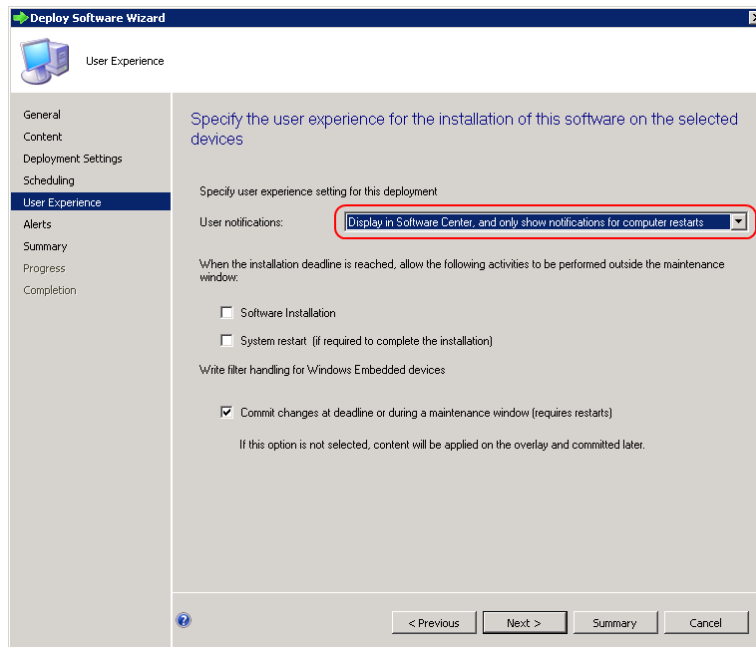 Deploy Software Wizard
User Experience
General
Content
Deployment Settings
Scheduling
User Experience
Alerts
Summary
Progress
Completion
Specify the user experience for the installation of this software on the selected
devices
Specify user experience setting for this deployment
User notifications:
Display in Software Center, and only show notifications for computer restarts
When the installation deadline is reached, allow the following activities to be performed outside the maintenance
window:
Software Installation
System restart (if required to complete the installation)
Write filter handling for Windows Embedded devices
Commit changes at deadline or during a maintenance window (requires restarts)
If this option is not selected, content will be applied on the overlay and committed later.
< Previous
Next >
Summary
Cancel